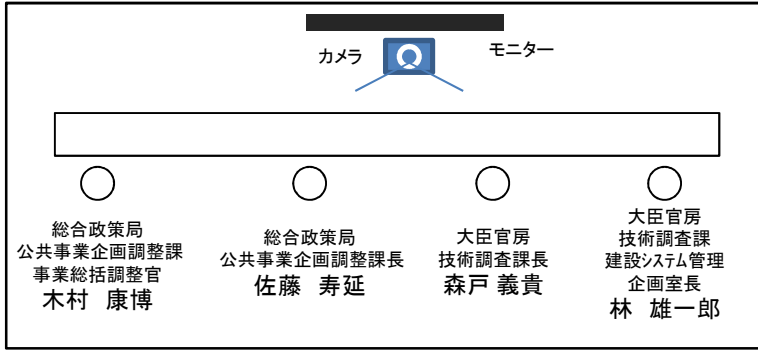 カメラ
モニター
総合政策局
公共事業企画調整課
事業総括調整官
木村　康博
総合政策局
公共事業企画調整課長
佐藤　寿延
大臣官房
技術調査課長
森戸 義貴
大臣官房
技術調査課
建設ｼｽﾃﾑ管理
企画室長
林　雄一郎